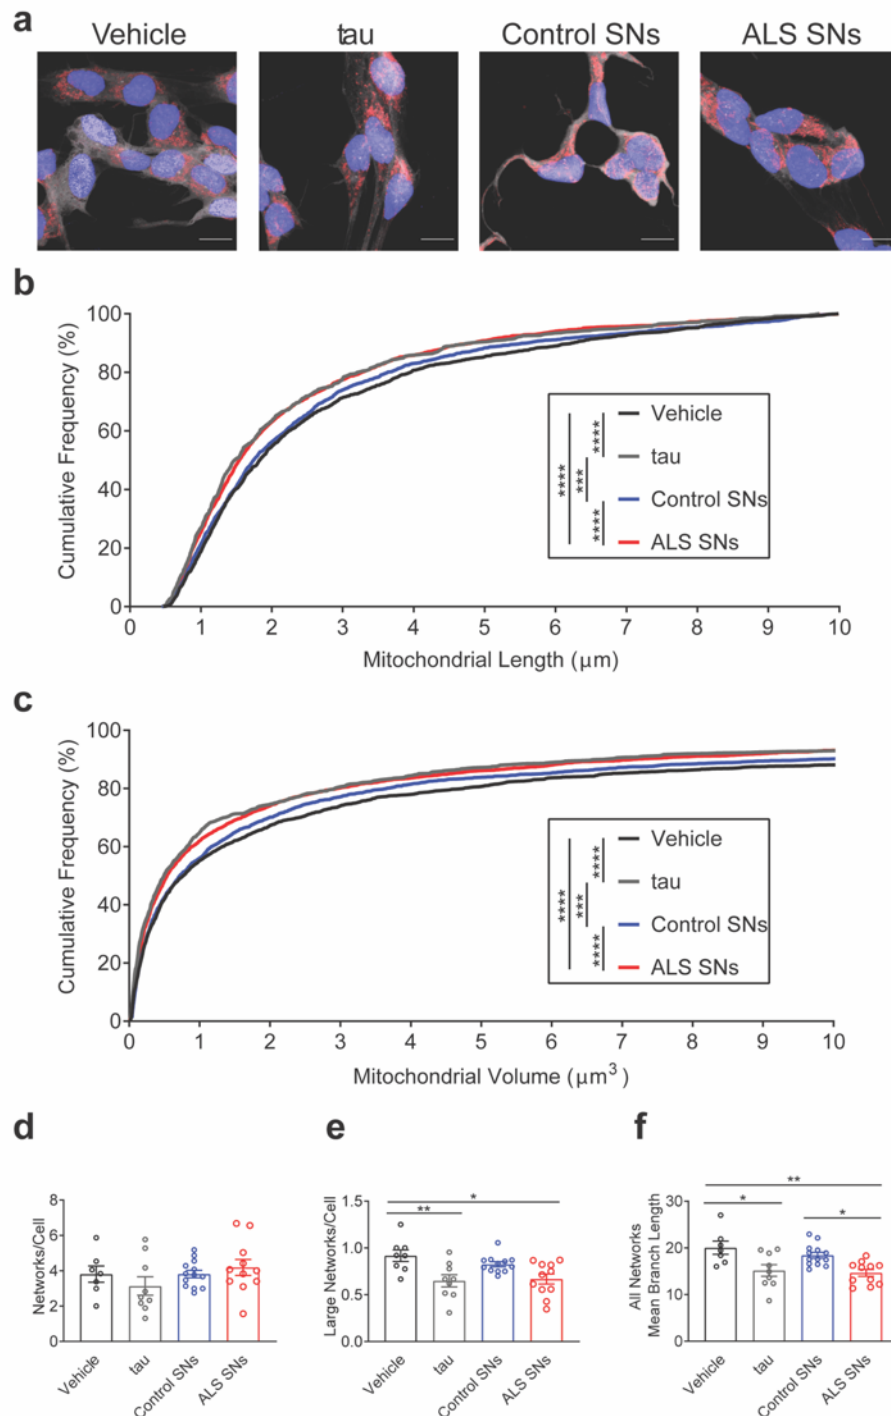 a
Vehicle
tau
Control SNs
ALS SNs
b
100
80
60
40
20
0
Cumulative Frequency (%)
0 1 2 3 4 5 6 7 8 9 10
Mitochondrial Length (µm)
Vehicle
tau
Control SNs
ALS SNs
****
***
****
****
c
100
80
60
40
20
0
Cumulative Frequency (%)
0 1 2 3 4 5 6 7 8 9 10
Mitochondrial Volume (µm³)
Vehicle
tau
Control SNs
ALS SNs
****
***
****
****
d
8
6
4
2
0
Networks/Cell
Vehicle
tau
Control SNs
ALS SNs
e
1.5
1.0
0.5
0.0
Large Networks/Cell
*
**
Vehicle
tau
Control SNs
ALS SNs
f
30
20
10
0
All Networks
Mean Branch Length
**
*
*
Vehicle
tau
Control SNs
ALS SNs